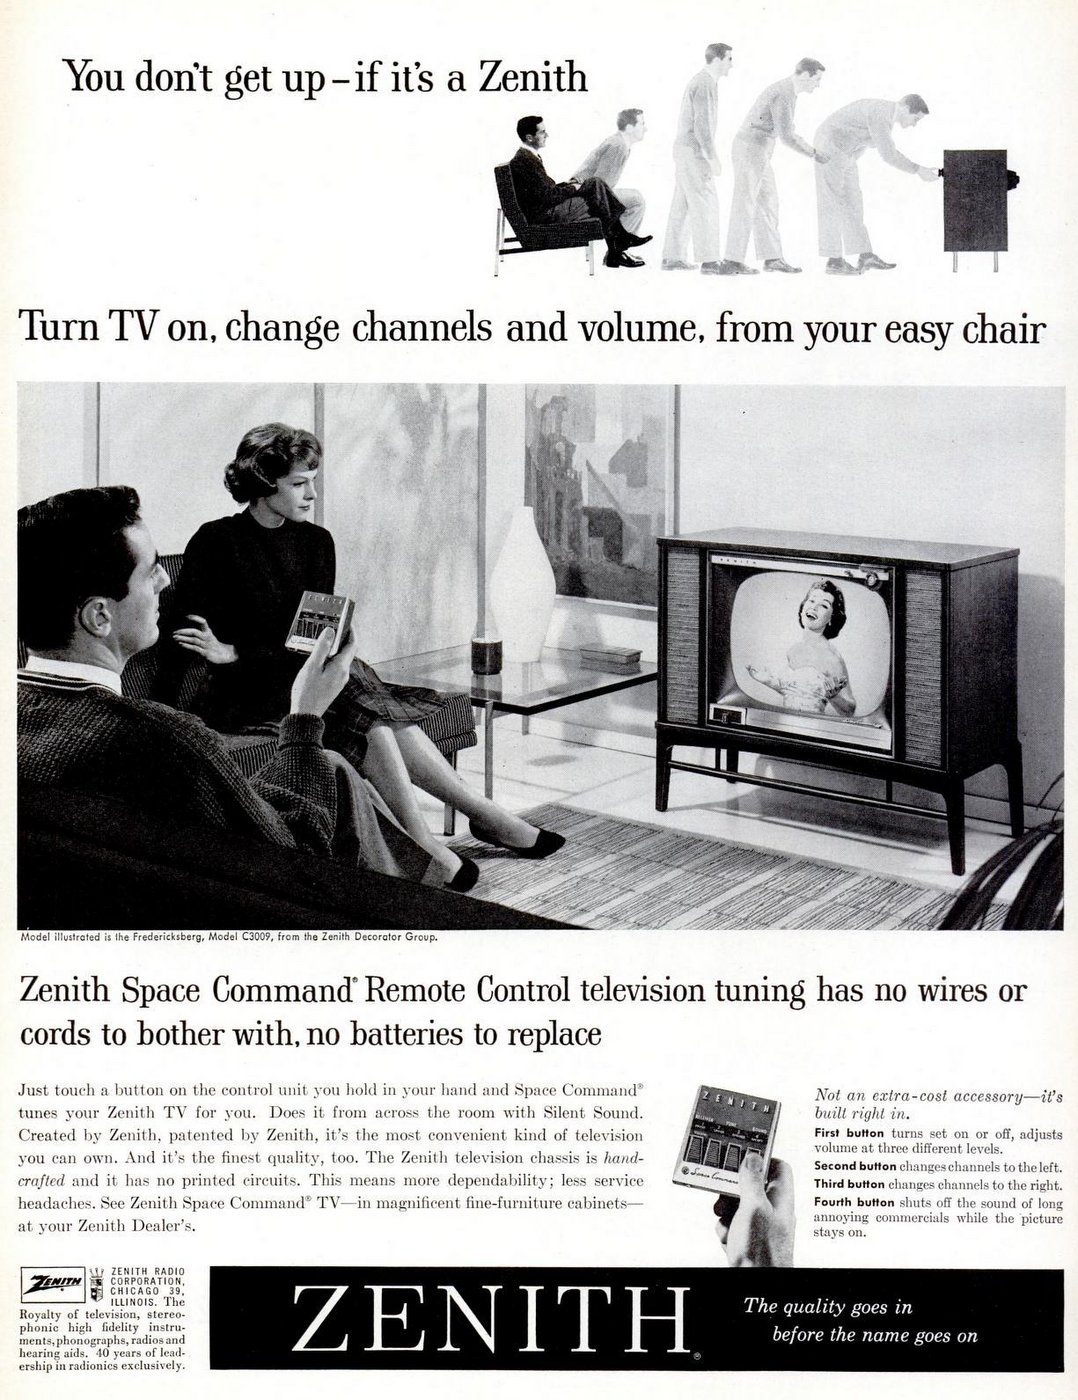 You don't get up – if it's a Zenith
Turn TV on, change channels and volume, from your easy chair
ZENITH
Model illustrated is the Fredericksberg, Model C3009, from the Zenith Decorator Group.
Zenith Space Command® Remote Control television tuning has no wires or
cords to bother with, no batteries to replace
Just touch a button on the control unit you hold in your hand and Space Command®
tunes your Zenith TV for you. Does it from across the room with Silent Sound.
Created by Zenith, patented by Zenith, it's the most convenient kind of television
you can own. And it's the finest quality, too. The Zenith television chassis is hand-
crafted and it has no printed circuits. This means more dependability; less service
headaches. See Zenith Space Command® TV—in magnificent fine-furniture cabinets—
at your Zenith Dealer's.
ZENITH
Space Command
Not an extra-cost accessory—it's
built right in.
First button turns set on or off, adjusts
volume at three different levels.
Second button changes channels to the left.
Third button changes channels to the right.
Fourth button shuts off the sound of long
annoying commercials while the picture
stays on.
ZENITH
ZENITH RADIO
CORPORATION,
CHICAGO 39,
ILLINOIS. The
Royalty of television, stereo-
phonic high fidelity instru-
ments, phonographs, radios and
hearing aids. 40 years of lead-
ership in radionics exclusively.
ZENITH®
The quality goes in
before the name goes on